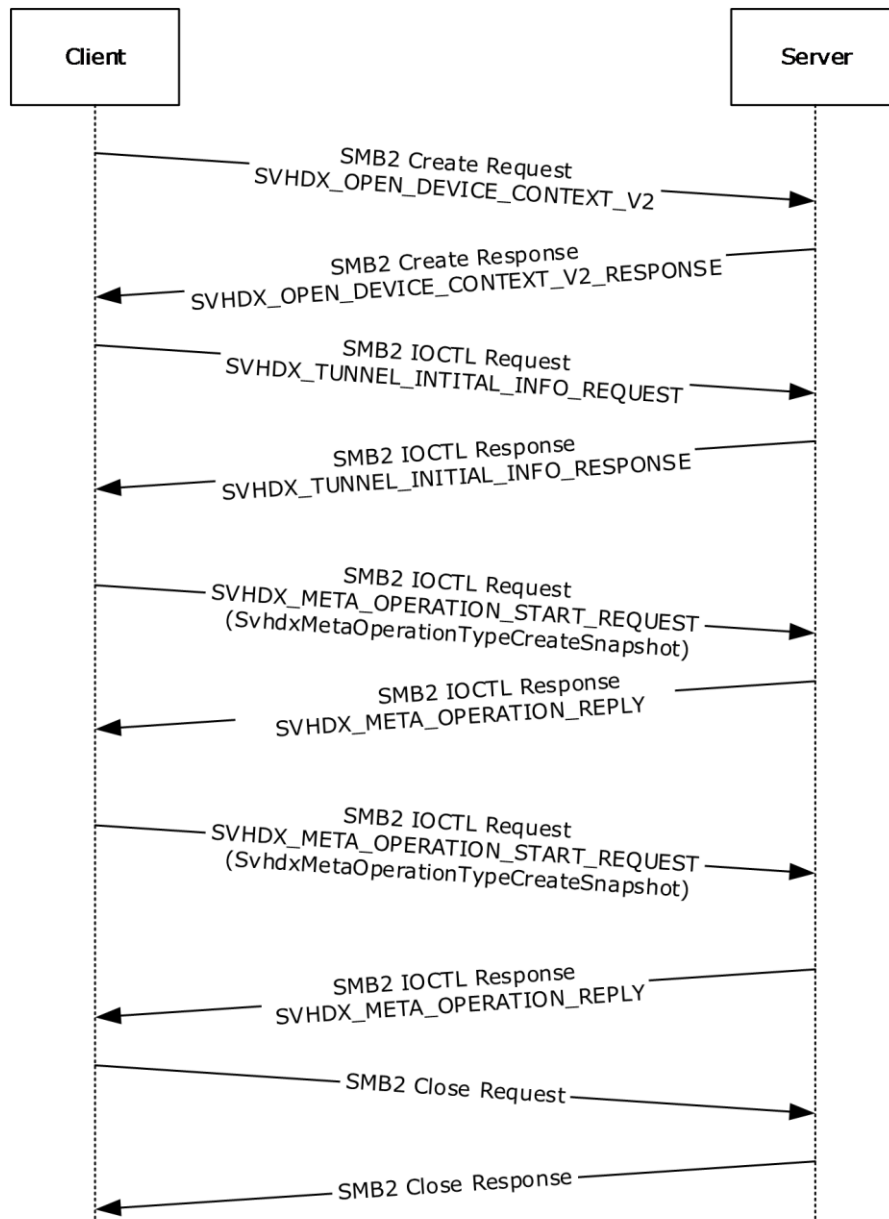 Client
Server
SMB2 Create Request
SVHDX_OPEN_DEVICE_CONTEXT_V2
SMB2 Create Response
SVHDX_OPEN_DEVICE_CONTEXT_V2_RESPONSE
SMB2 IOCTL Request
SVHDX_TUNNEL_INTITAL_INFO_REQUEST
SMB2 IOCTL Response
SVHDX_TUNNEL_INITIAL_INFO_RESPONSE
SMB2 IOCTL Request
SVHDX_META_OPERATION_START_REQUEST
(SvhdxMetaOperationTypeCreateSnapshot)
SMB2 IOCTL Response
SVHDX_META_OPERATION_REPLY
SMB2 IOCTL Request
SVHDX_META_OPERATION_START_REQUEST
(SvhdxMetaOperationTypeCreateSnapshot)
SMB2 IOCTL Response
SVHDX_META_OPERATION_REPLY
SMB2 Close Request
SMB2 Close Response